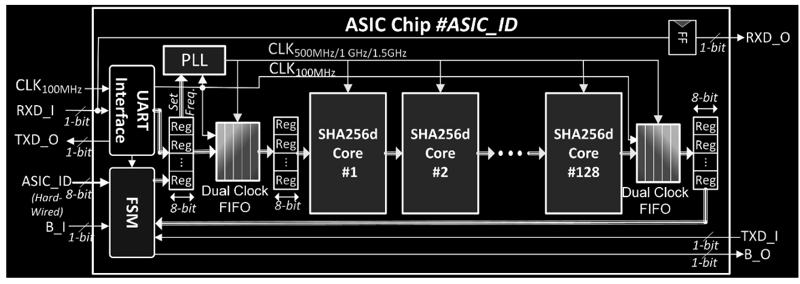 ASIC Chip #ASIC_ID
RXD_O
1-bit
FF
PLL
CLK500MHz/1 GHz/1.5GHz
CLK100MHz
CLK100MHz
RXD_I
1-bit
TXD_O
1-bit
UART
Interface
Set
Freq.
Reg
Reg
⋮
Reg
8-bit
Dual Clock
FIFO
Reg
Reg
⋮
Reg
8-bit
SHA256d
Core
#1
SHA256d
Core
#2
••••
SHA256d
Core
#128
Dual Clock
FIFO
8-bit
Reg
Reg
⋮
Reg
ASIC_ID
8-bit
(Hard-
Wired)
B_I
1-bit
FSM
TXD_I
1-bit
B_O
1-bit